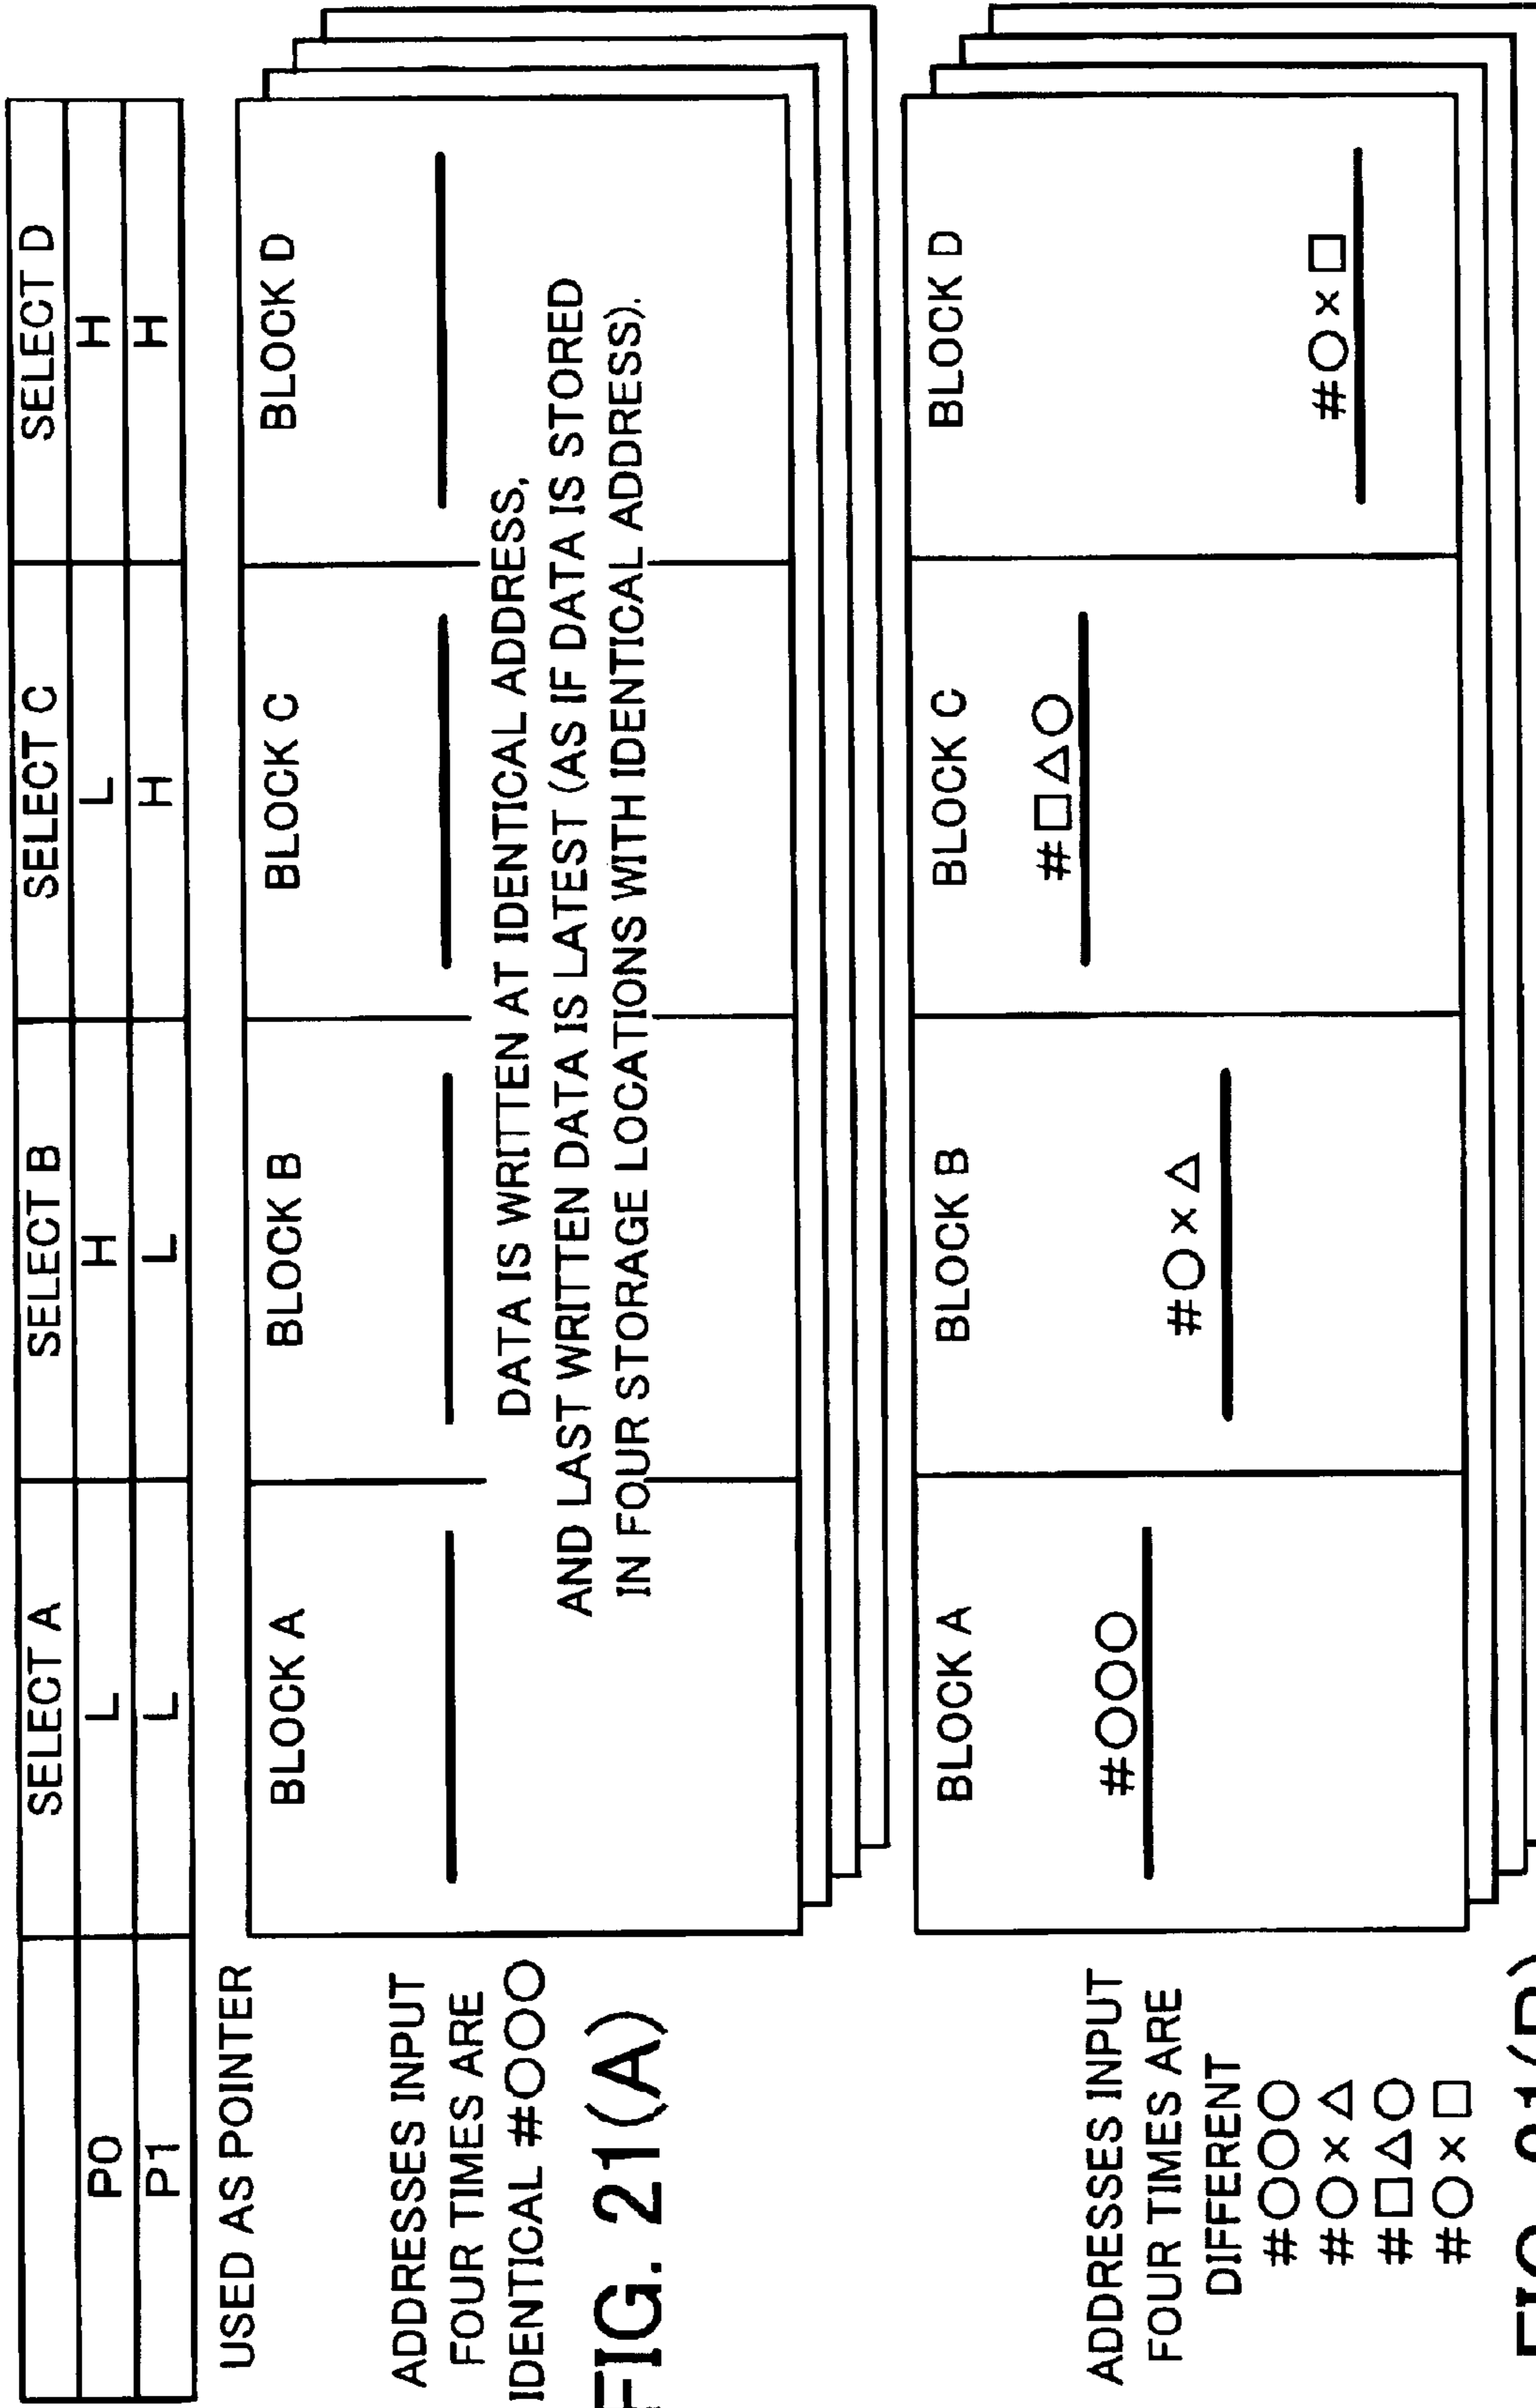 SELECT A SELECT B SELECT C SELECT D
P0 L H L H
P1 L L H H
USED AS POINTER
ADDRESSES INPUT
FOUR TIMES ARE
IDENTICAL #○○○
FIG. 21(A)
BLOCK A BLOCK B BLOCK C BLOCK D
DATA IS WRITTEN AT IDENTICAL ADDRESS,
AND LAST WRITTEN DATA IS LATEST (AS IF DATA IS STORED
IN FOUR STORAGE LOCATIONS WITH IDENTICAL ADDRESS).
ADDRESSES INPUT
FOUR TIMES ARE
DIFFERENT
#○○○
#○×△
#□△○
#○×□
FIG. 21(B)
BLOCK A BLOCK B BLOCK C BLOCK D
#○○○
#○×△
#□△○
#○×□